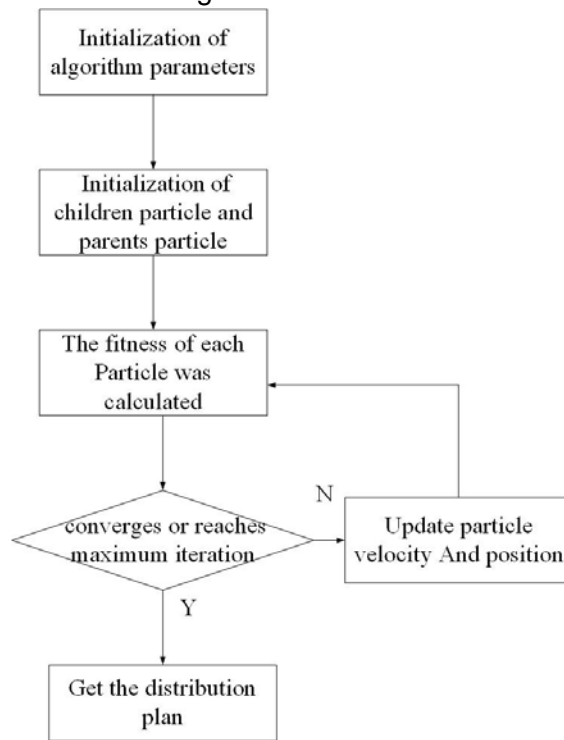 Initialization of
algorithm parameters
Initialization of
children particle and
parents particle
The fitness of each
Particle was
calculated
converges or reaches
maximum iteration
N
Update particle
velocity And position
Y
Get the distribution
plan